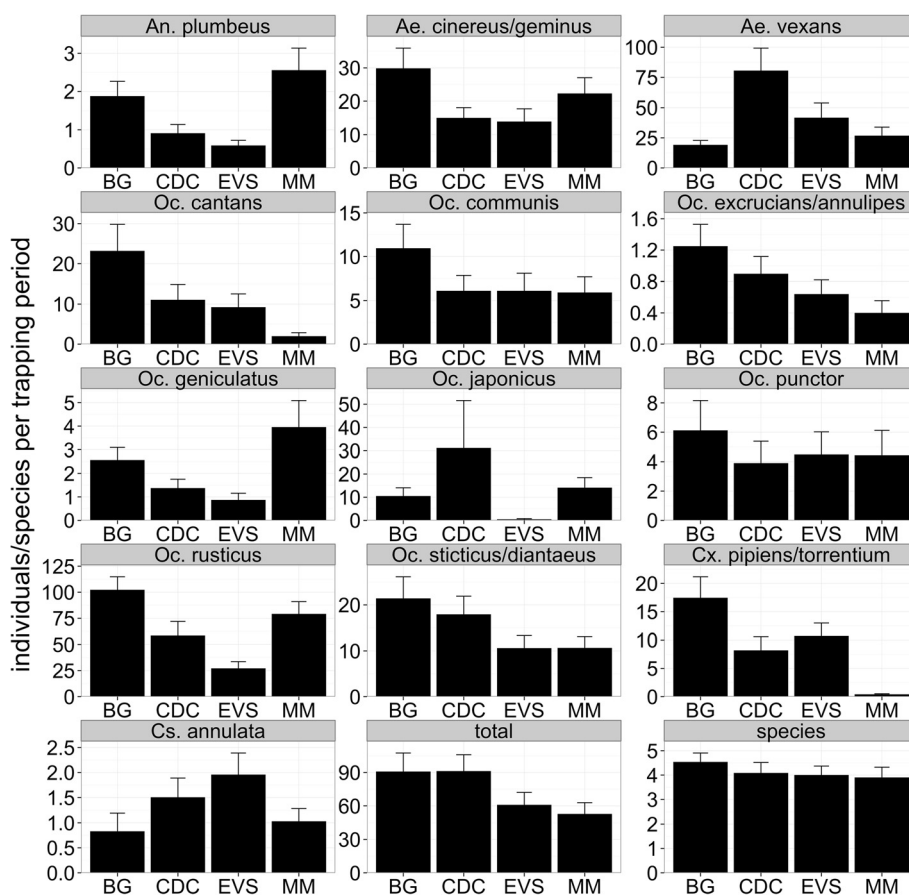 An. plumbeus
Ae. cinereus/geminus
Ae. vexans
3
2
1
0
30
20
10
0
100
75
50
25
0
BG CDC EVS MM
BG CDC EVS MM
BG CDC EVS MM
Oc. cantans
Oc. communis
Oc. excrucians/annulipes
30
20
10
0
15
10
5
0
1.6
1.2
0.8
0.4
0.0
BG CDC EVS MM
BG CDC EVS MM
BG CDC EVS MM
individuals/species per trapping period
Oc. geniculatus
Oc. japonicus
Oc. punctor
5
4
3
2
1
0
50
40
30
20
10
0
8
6
4
2
0
BG CDC EVS MM
BG CDC EVS MM
BG CDC EVS MM
Oc. rusticus
Oc. sticticus/diantaeus
Cx. pipiens/torrentium
125
100
75
50
25
0
20
10
0
20
15
10
5
0
BG CDC EVS MM
BG CDC EVS MM
BG CDC EVS MM
Cs. annulata
total
species
2.5
2.0
1.5
1.0
0.5
0.0
90
60
30
0
5
4
3
2
1
0
BG CDC EVS MM
BG CDC EVS MM
BG CDC EVS MM